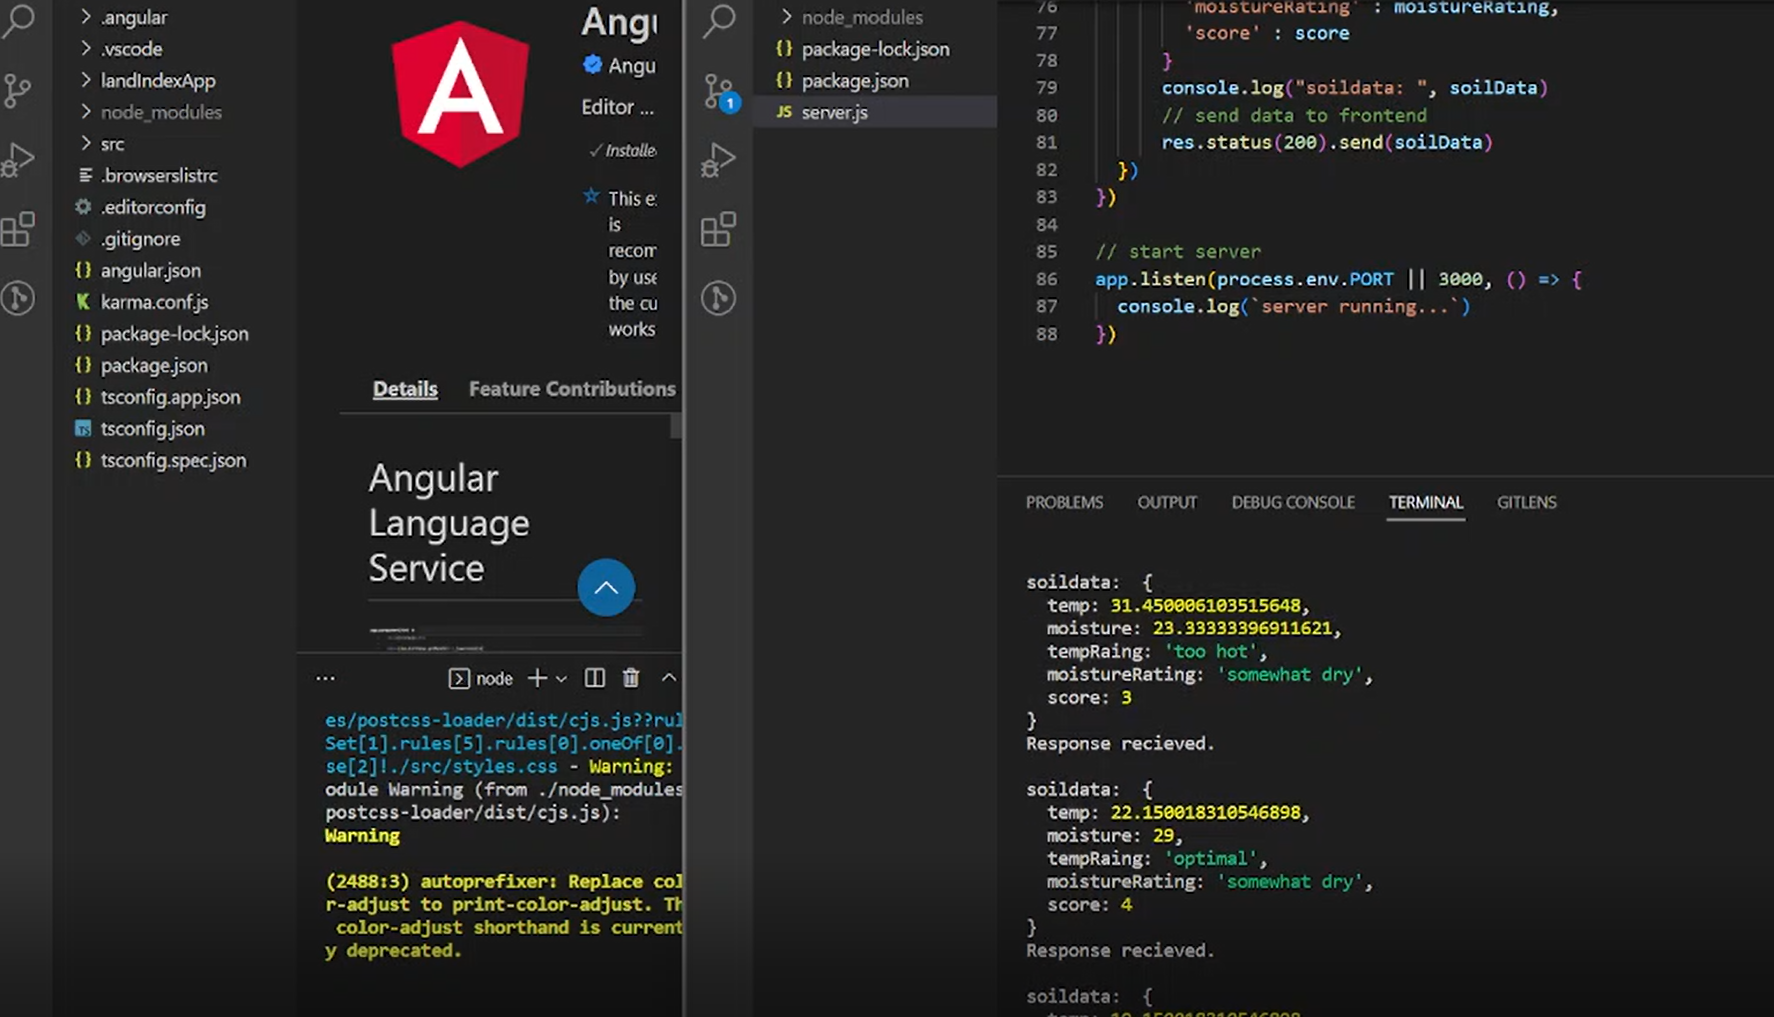 .angular
.vscode
landIndexApp
node_modules
src
.browserslistrc
.editorconfig
.gitignore
angular.json
karma.conf.js
package-lock.json
package.json
tsconfig.app.json
tsconfig.json
tsconfig.spec.json
Angu
Angu
Editor ...
✓Installe
This e
is
recom
by use
the cu
works
Details Feature Contributions
Angular
Language
Service
... node
es/postcss-loader/dist/cjs.js??rul
Set[1].rules[5].rules[0].oneOf[0].
se[2]!./src/styles.css - Warning:
odule Warning (from ./node_modules
postcss-loader/dist/cjs.js):
Warning
(2488:3) autoprefixer: Replace col
r-adjust to print-color-adjust. Th
color-adjust shorthand is current
y deprecated.
1
node_modules
package-lock.json
package.json
JS server.js
76 'moistureRating' : moistureRating,
77 'score' : score
78 }
79 console.log("soildata: ", soilData)
80 // send data to frontend
81 res.status(200).send(soilData)
82 })
83 })
84
85 // start server
86 app.listen(process.env.PORT || 3000, () => {
87 console.log(`server running...`)
88 })
PROBLEMS OUTPUT DEBUG CONSOLE TERMINAL GITLENS
soildata: {
temp: 31.450006103515648,
moisture: 23.33333396911621,
tempRaing: 'too hot',
moistureRating: 'somewhat dry',
score: 3
}
Response recieved.
soildata: {
temp: 22.150018310546898,
moisture: 29,
tempRaing: 'optimal',
moistureRating: 'somewhat dry',
score: 4
}
Response recieved.
soildata: {